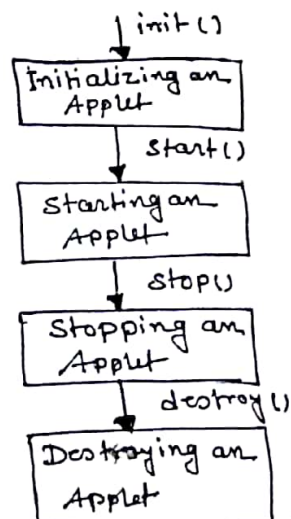 init()
Initializing an
Applet
Start()
Starting an
Applet
Stop()
Stopping an
Applet
destroy()
Destroying an
Applet